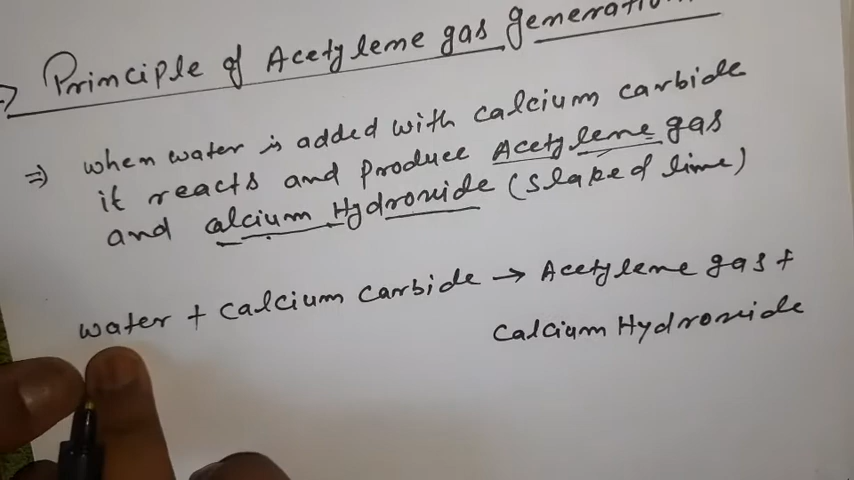 Principle of Acetylene gas generation
⇒ when water is added with calcium carbide
it reacts and produce Acetylene gas
and calcium Hydroxide (slaked lime)
water + calcium carbide → Acetylene gas +
Calcium Hydroxide